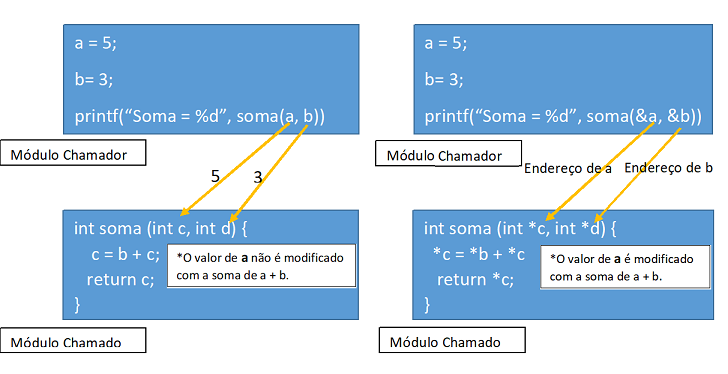 a = 5;
b= 3;
printf(“Soma = %d”, soma(a, b))
Módulo Chamador
5
3
int soma (int c, int d) {
c = b + c;
return c;
}
*O valor de a não é modificado
com a soma de a + b.
Módulo Chamado
a = 5;
b= 3;
printf(“Soma = %d”, soma(&a, &b))
Módulo Chamador
Endereço de a
Endereço de b
int soma (int *c, int *d) {
*c = *b + *c
return *c;
}
*O valor de a é modificado
com a soma de a + b.
Módulo Chamado